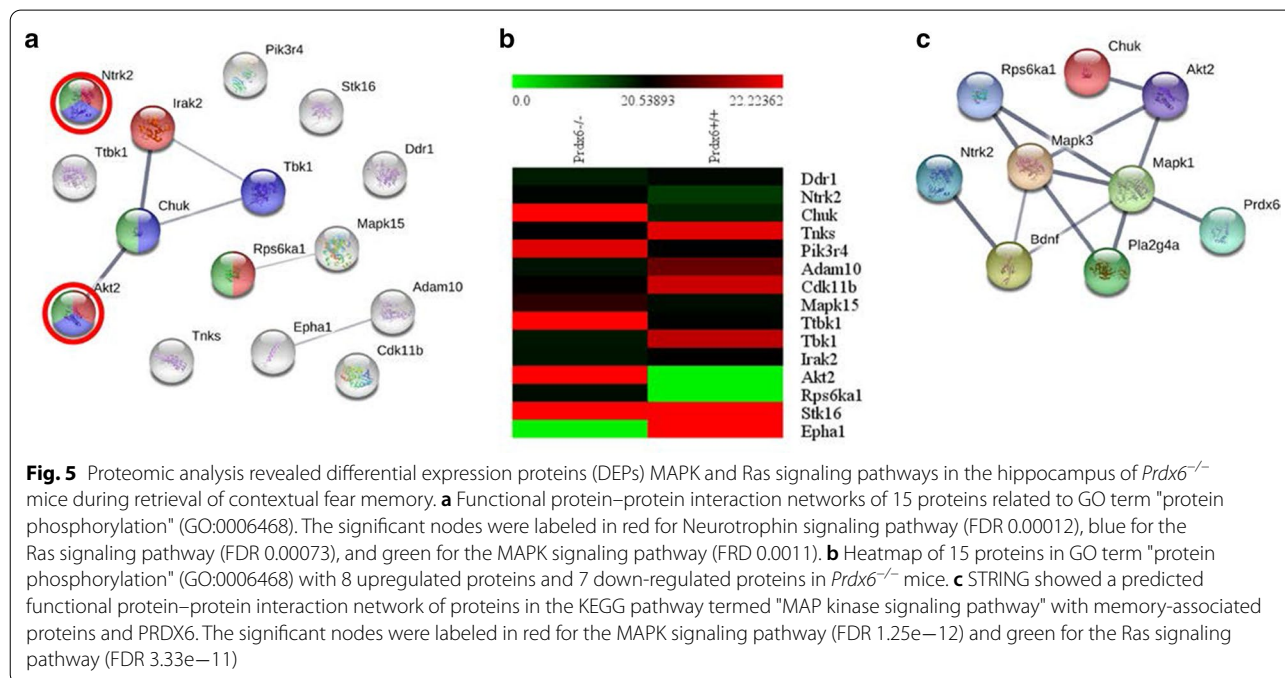 a
Ntrk2
Pik3r4
Irak2
Stk16
Ttbk1
Tbk1
Ddr1
Chuk
Mapk15
Rps6ka1
Akt2
Adam10
Epha1
Tnks
Cdk11b
b
0.0 20.53893 22.22362
Prdx6-/-
Prdx6+/+
Ddr1
Ntrk2
Chuk
Tnks
Pik3r4
Adam10
Cdk11b
Mapk15
Ttbk1
Tbk1
Irak2
Akt2
Rps6ka1
Stk16
Epha1
c
Chuk
Rps6ka1
Akt2
Mapk3
Ntrk2
Mapk1
Prdx6
Bdnf
Pla2g4a
Fig. 5 Proteomic analysis revealed differential expression proteins (DEPs) MAPK and Ras signaling pathways in the hippocampus of Prdx6−/−
mice during retrieval of contextual fear memory. a Functional protein–protein interaction networks of 15 proteins related to GO term "protein
phosphorylation" (GO:0006468). The significant nodes were labeled in red for Neurotrophin signaling pathway (FDR 0.00012), blue for the
Ras signaling pathway (FDR 0.00073), and green for the MAPK signaling pathway (FRD 0.0011). b Heatmap of 15 proteins in GO term "protein
phosphorylation" (GO:0006468) with 8 upregulated proteins and 7 down-regulated proteins in Prdx6−/− mice. c STRING showed a predicted
functional protein–protein interaction network of proteins in the KEGG pathway termed "MAP kinase signaling pathway" with memory-associated
proteins and PRDX6. The significant nodes were labeled in red for the MAPK signaling pathway (FDR 1.25e−12) and green for the Ras signaling
pathway (FDR 3.33e−11)